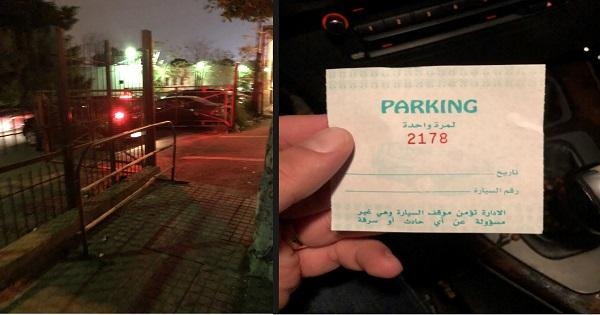 PARKING
لمرة واحدة
2178
تاريخ
رقم السيارة
الادارة تؤمن موقف السيارة وهي غير
مسؤولة عن أي حادث أو سرقة